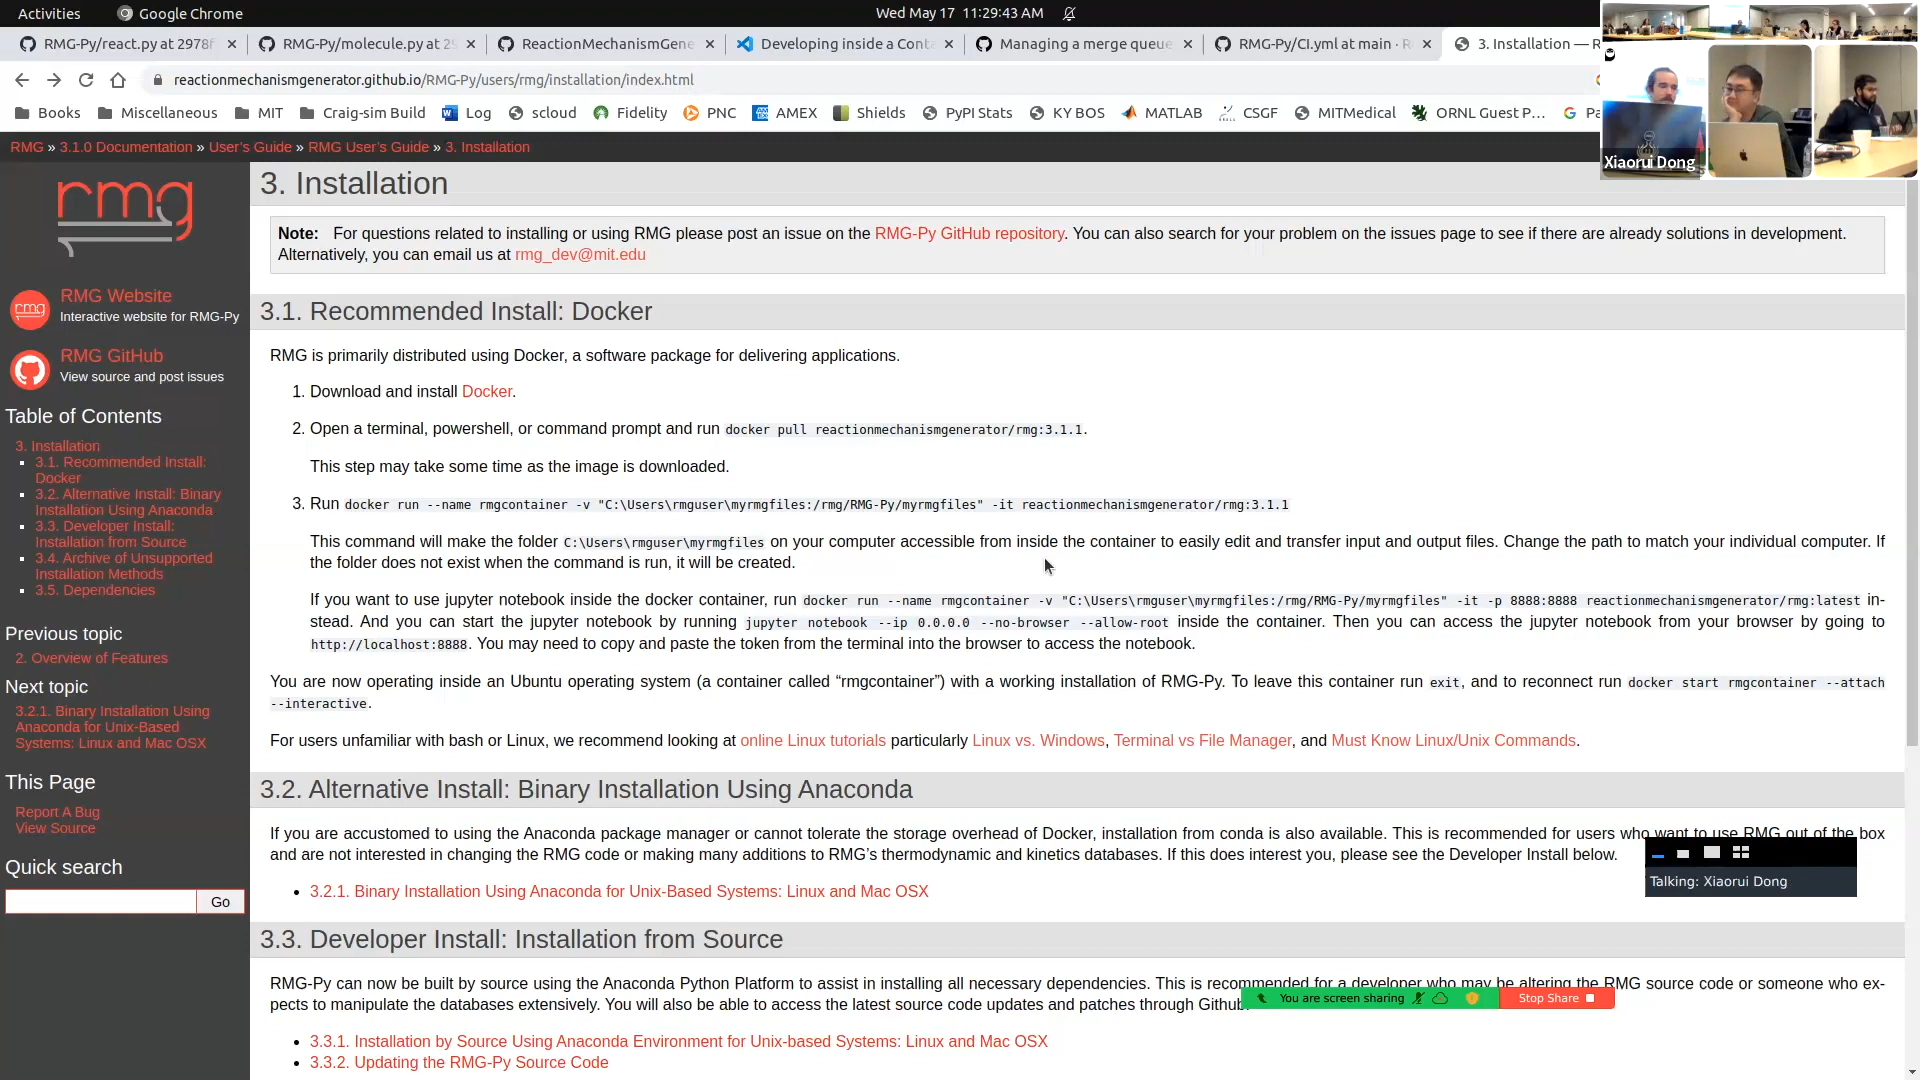 Activities Google Chrome Wed May 17 11:29:43 AM
RMG-Py/react.py at 2978f RMG-Py/molecule.py at 29 ReactionMechanismGene Developing inside a Conta Managing a merge queue RMG-Py/CI.yml at main · R 3. Installation — R
reactionmechanismgenerator.github.io/RMG-Py/users/rmg/installation/index.html
Books Miscellaneous MIT Craig-sim Build Log scloud Fidelity PNC AMEX Shields PyPI Stats KY BOS MATLAB CSGF MITMedical ORNL Guest P… Pa
RMG » 3.1.0 Documentation » User's Guide » RMG User's Guide » 3. Installation
Xiaorui Dong
rmg
RMG Website
Interactive website for RMG-Py
RMG GitHub
View source and post issues
Table of Contents
3. Installation
3.1. Recommended Install:
Docker
3.2. Alternative Install: Binary
Installation Using Anaconda
3.3. Developer Install:
Installation from Source
3.4. Archive of Unsupported
Installation Methods
3.5. Dependencies
Previous topic
2. Overview of Features
Next topic
3.2.1. Binary Installation Using
Anaconda for Unix-Based
Systems: Linux and Mac OSX
This Page
Report A Bug
View Source
Quick search
Go
3. Installation
Note: For questions related to installing or using RMG please post an issue on the RMG-Py GitHub repository. You can also search for your problem on the issues page to see if there are already solutions in development.
Alternatively, you can email us at rmg_dev@mit.edu
3.1. Recommended Install: Docker
RMG is primarily distributed using Docker, a software package for delivering applications.
1. Download and install Docker.
2. Open a terminal, powershell, or command prompt and run docker pull reactionmechanismgenerator/rmg:3.1.1.
This step may take some time as the image is downloaded.
3. Run docker run --name rmgcontainer -v "C:\Users\rmguser\myrmgfiles:/rmg/RMG-Py/myrmgfiles" -it reactionmechanismgenerator/rmg:3.1.1
This command will make the folder C:\Users\rmguser\myrmgfiles on your computer accessible from inside the container to easily edit and transfer input and output files. Change the path to match your individual computer. If
the folder does not exist when the command is run, it will be created.
If you want to use jupyter notebook inside the docker container, run docker run --name rmgcontainer -v "C:\Users\rmguser\myrmgfiles:/rmg/RMG-Py/myrmgfiles" -it -p 8888:8888 reactionmechanismgenerator/rmg:latest in-
stead. And you can start the jupyter notebook by running jupyter notebook --ip 0.0.0.0 --no-browser --allow-root inside the container. Then you can access the jupyter notebook from your browser by going to
http://localhost:8888. You may need to copy and paste the token from the terminal into the browser to access the notebook.
You are now operating inside an Ubuntu operating system (a container called “rmgcontainer”) with a working installation of RMG-Py. To leave this container run exit, and to reconnect run docker start rmgcontainer --attach
--interactive.
For users unfamiliar with bash or Linux, we recommend looking at online Linux tutorials particularly Linux vs. Windows, Terminal vs File Manager, and Must Know Linux/Unix Commands.
3.2. Alternative Install: Binary Installation Using Anaconda
If you are accustomed to using the Anaconda package manager or cannot tolerate the storage overhead of Docker, installation from conda is also available. This is recommended for users who want to use RMG out of the box
and are not interested in changing the RMG code or making many additions to RMG's thermodynamic and kinetics databases. If this does interest you, please see the Developer Install below.
Talking: Xiaorui Dong
• 3.2.1. Binary Installation Using Anaconda for Unix-Based Systems: Linux and Mac OSX
3.3. Developer Install: Installation from Source
RMG-Py can now be built by source using the Anaconda Python Platform to assist in installing all necessary dependencies. This is recommended for a developer who may be altering the RMG source code or someone who ex-
pects to manipulate the databases extensively. You will also be able to access the latest source code updates and patches through Github.
You are screen sharing Stop Share
• 3.3.1. Installation by Source Using Anaconda Environment for Unix-based Systems: Linux and Mac OSX
• 3.3.2. Updating the RMG-Py Source Code